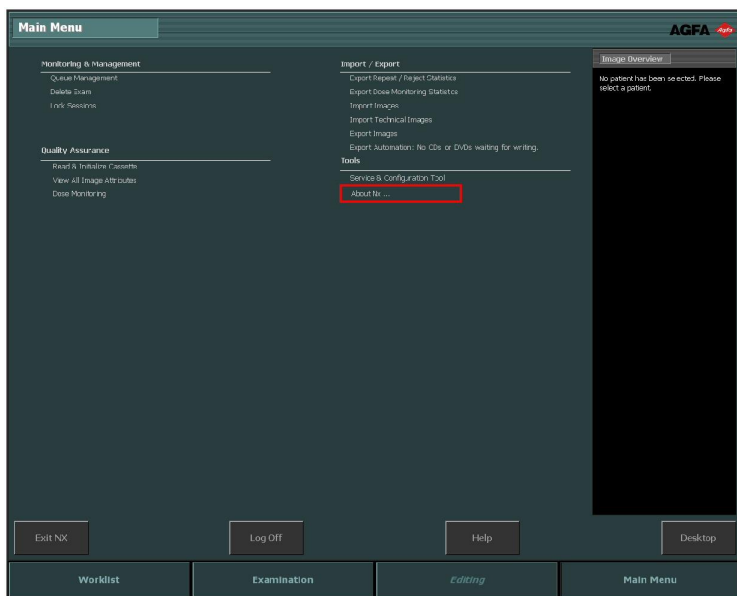 Main Menu
AGFA
Agfa
Monitoring & Management
Queue Management
Delete Exam
Lock Sessions
Quality Assurance
Read & Initialize Cassette
View All Image Attributes
Dose Monitoring
Import / Export
Export Repeat / Reject Statistics
Export Dose Monitoring Statistics
Import Images
Import Technical Images
Export Images
Export Automation: No CDs or DVDs waiting for writing.
Tools
Service & Configuration Tool
About Nx ...
Image Overview
No patient has been selected. Please
select a patient.
Exit NX
Log Off
Help
Desktop
Worklist
Examination
Editing
Main Menu